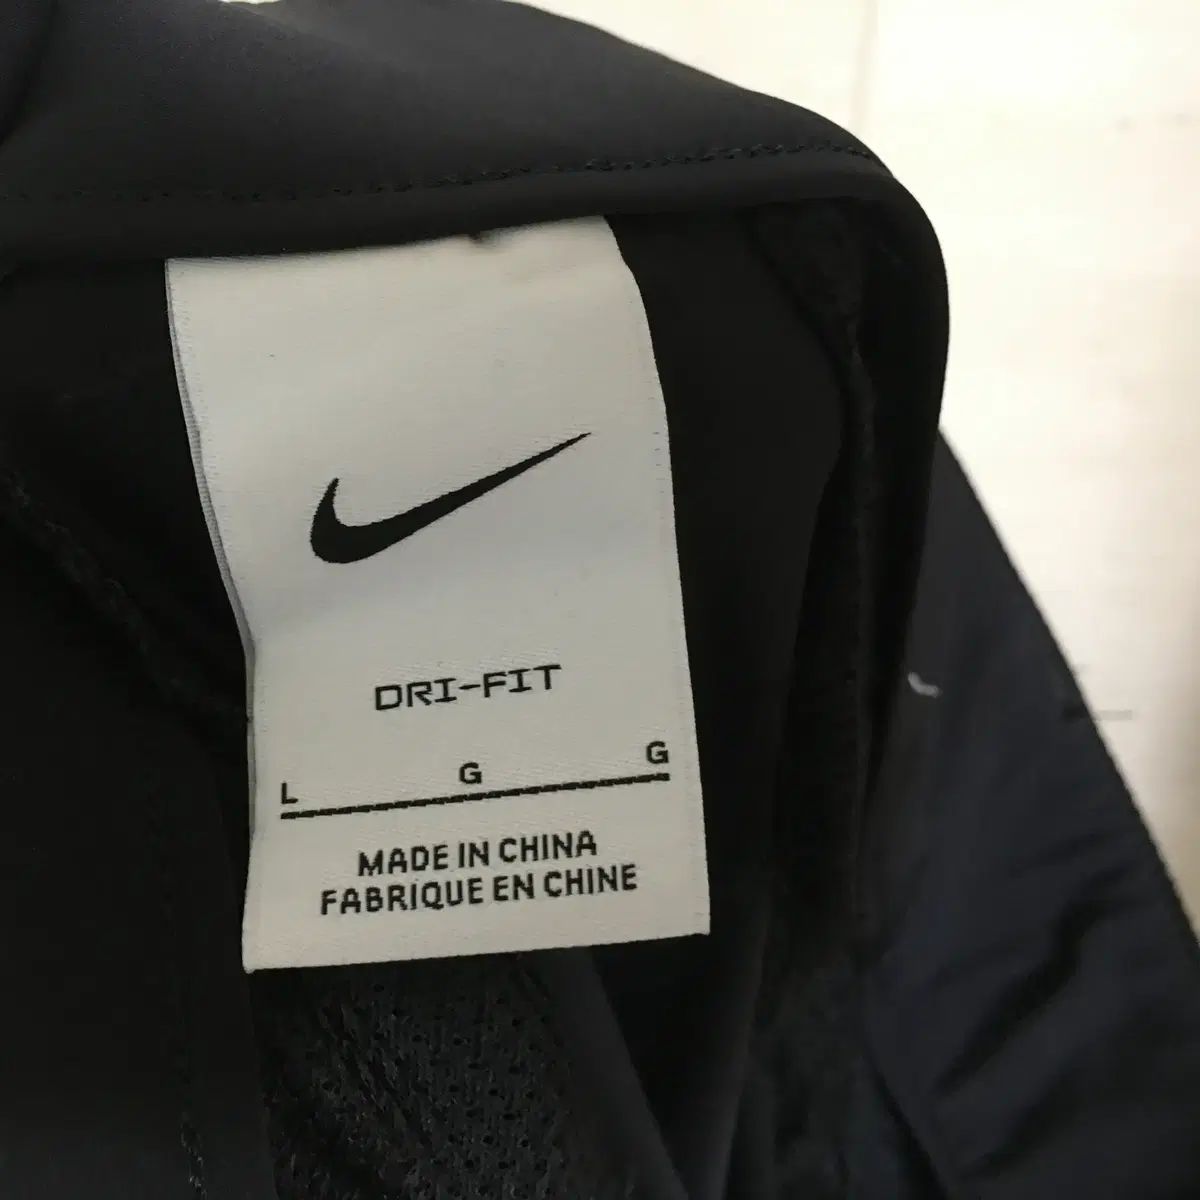 DRI-FIT
L G G
MADE IN CHINA
FABRIQUE EN CHINE